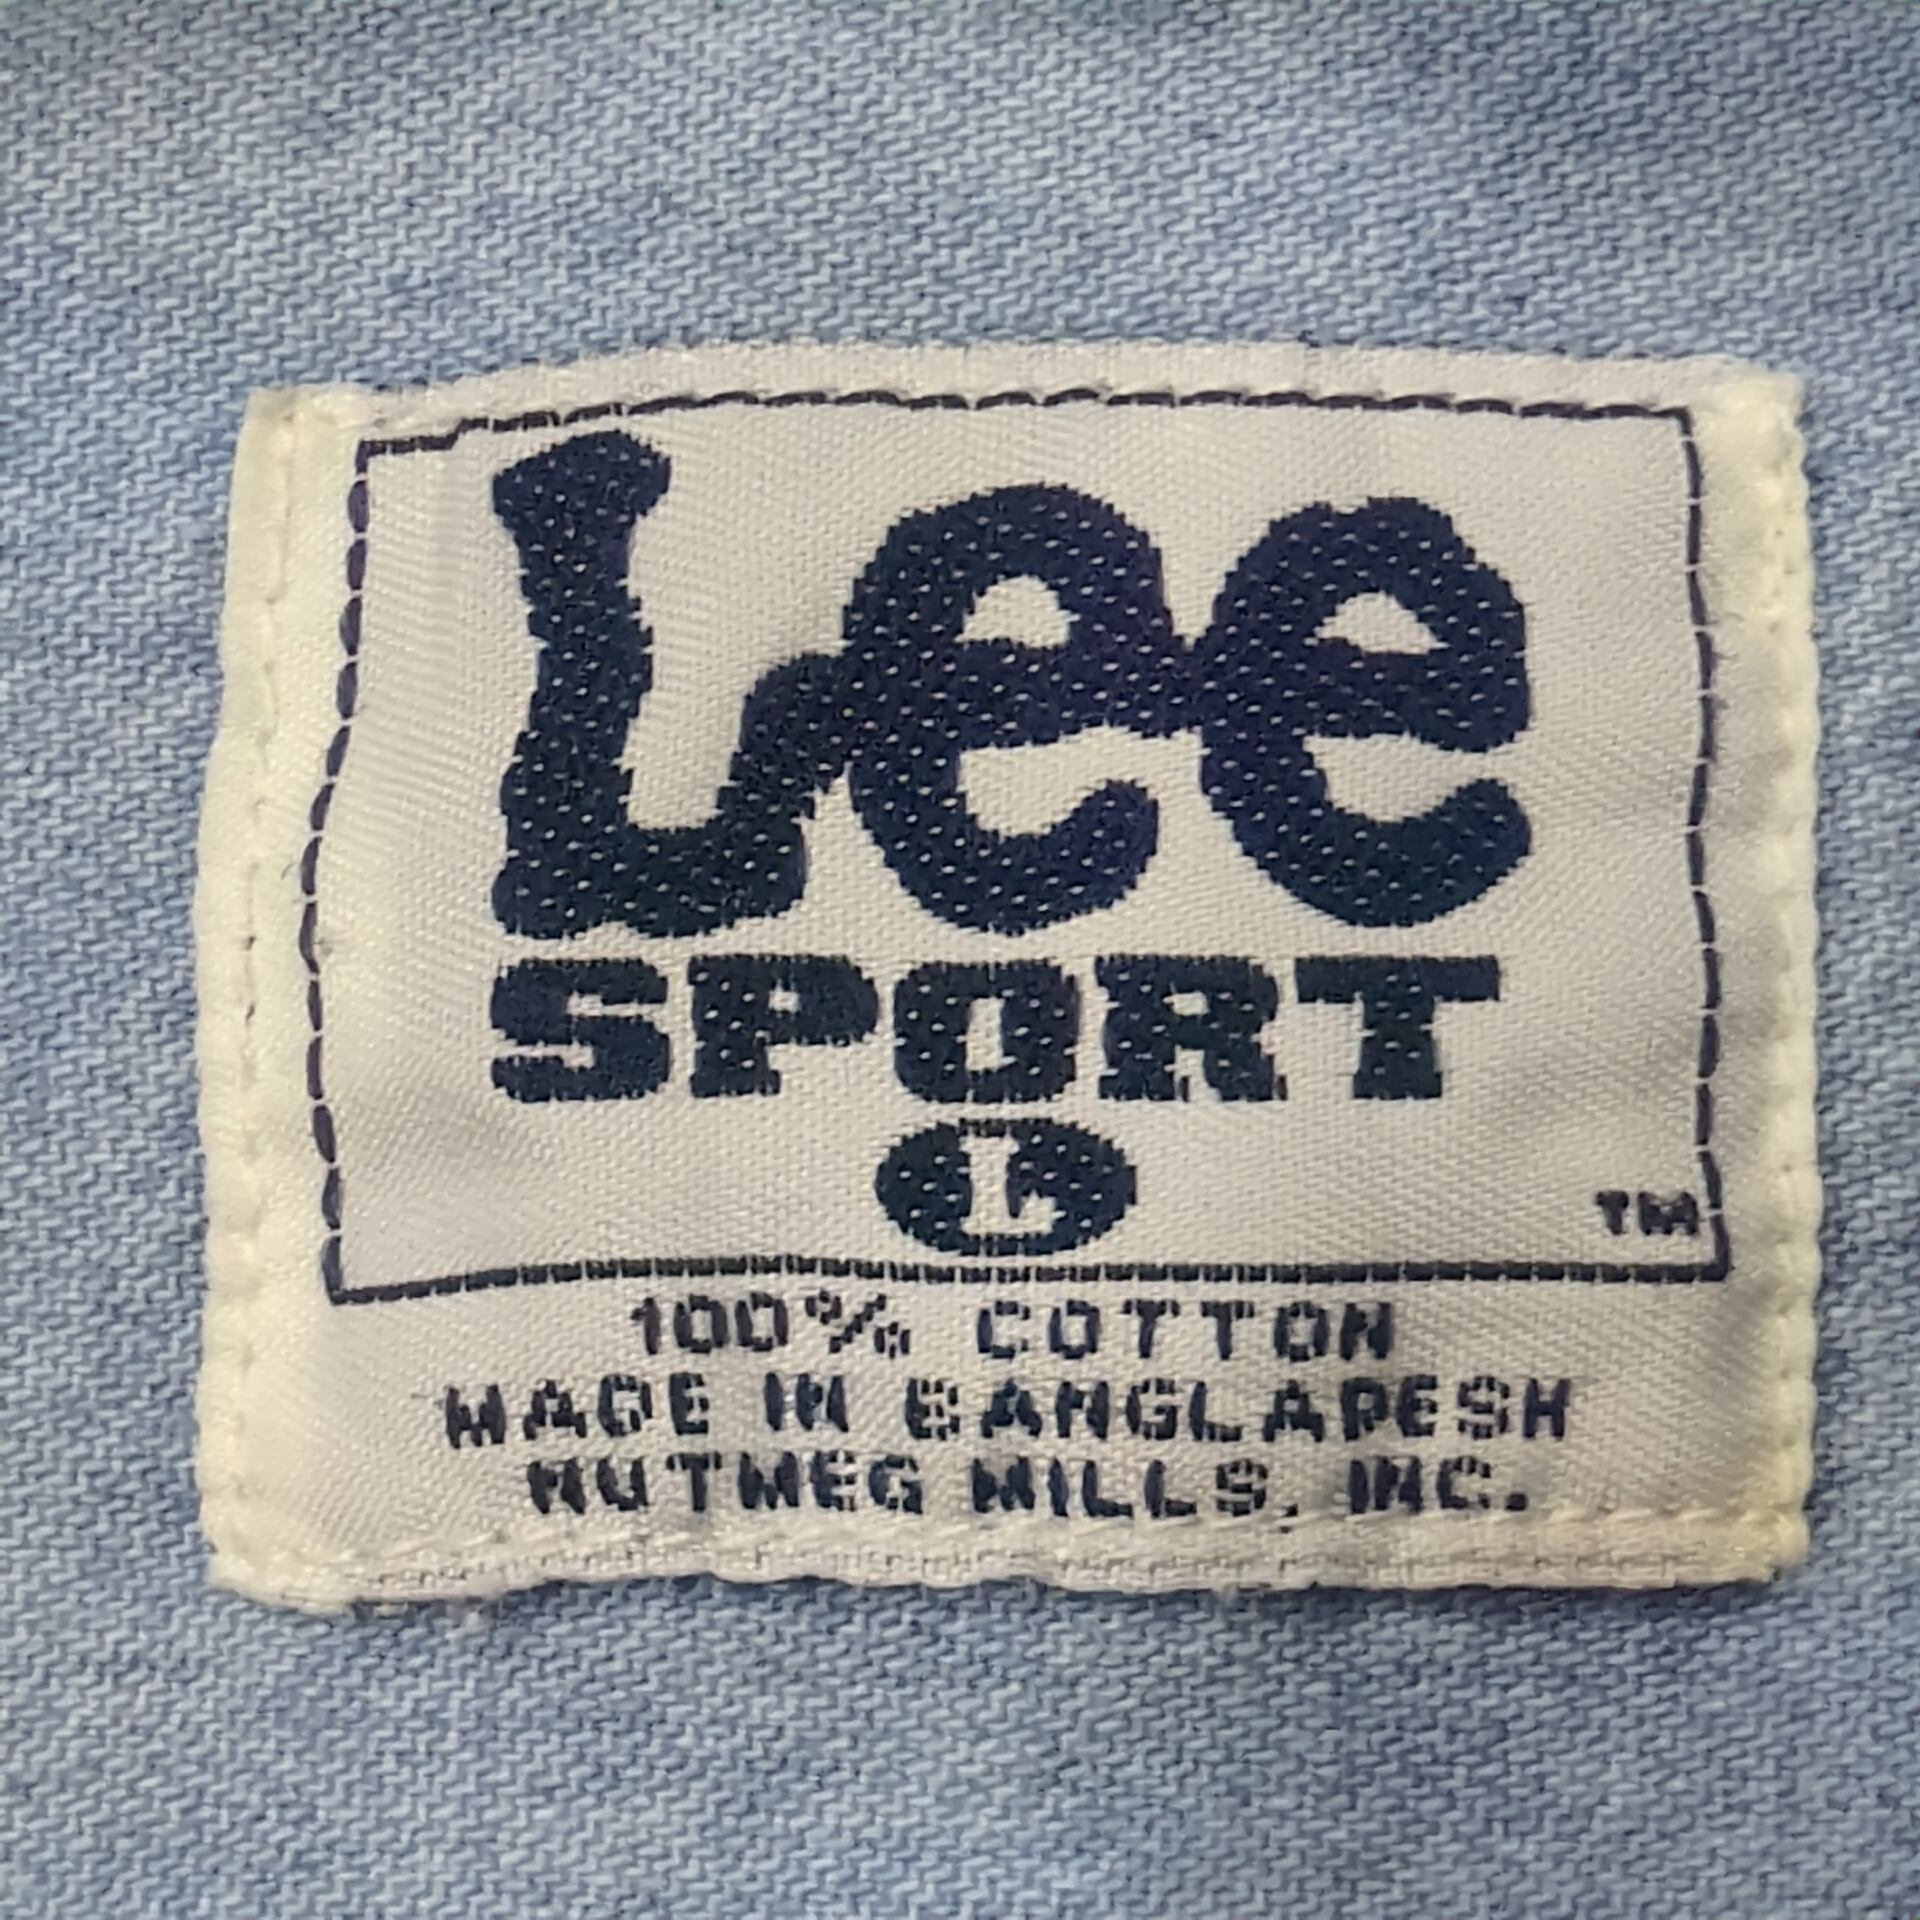 Lee
SPORT
L
TM
100% COTTON
MADE IN BANGLADESH
NUTMEG MILLS, INC.